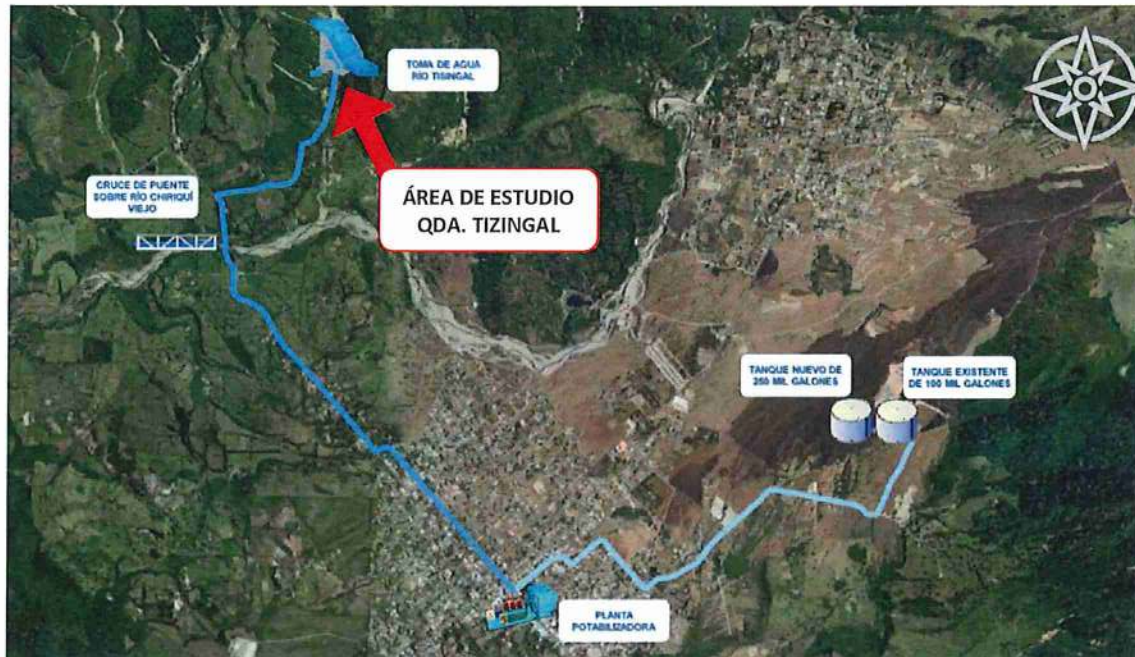 TOMA DE AGUA
RÍO TISINGAL
ÁREA DE ESTUDIO
QDA. TIZINGAL
CRUCE DE PUENTE
SOBRE RÍO CHIRIQUÍ
VIEJO
TANQUE NUEVO DE
250 MIL GALONES
TANQUE EXISTENTE
DE 100 MIL GALONES
PLANTA
POTABILIZADORA